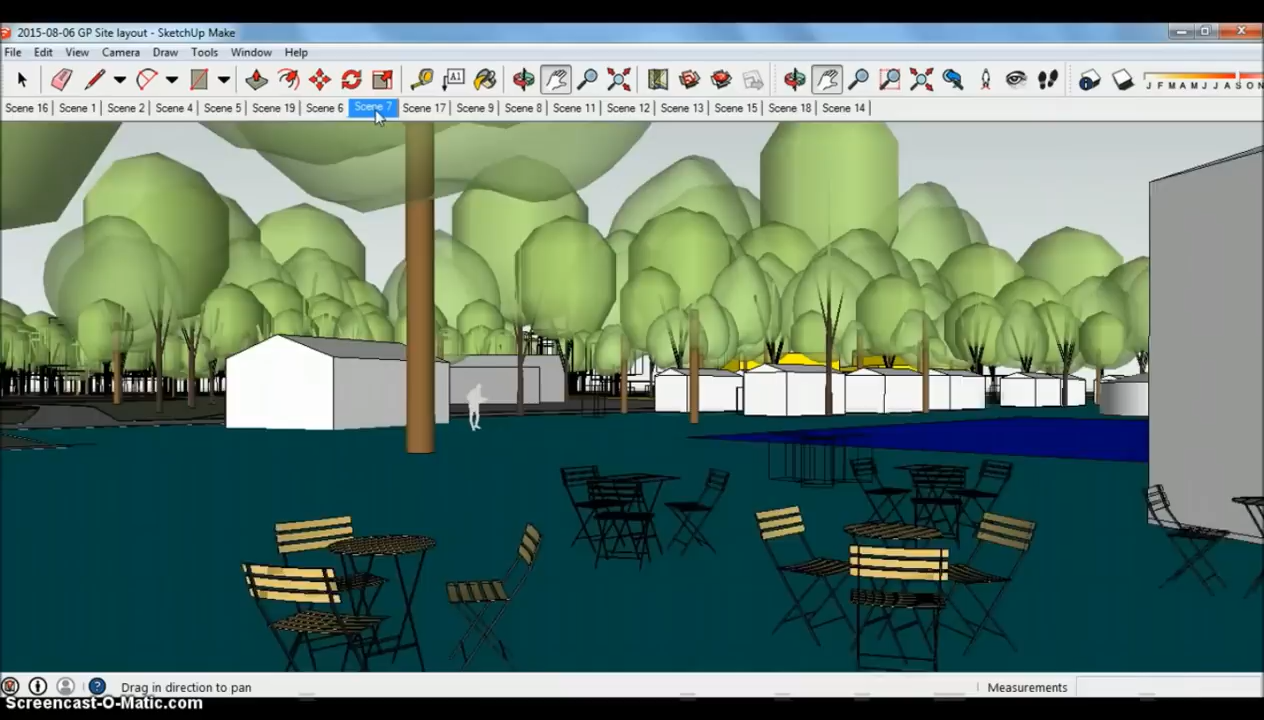 2015-08-06 GP Site layout - SketchUp Make
File Edit View Camera Draw Tools Window Help
A1
J F M A M J J A S O N
Scene 16 Scene 1 Scene 2 Scene 4 Scene 5 Scene 19 Scene 6 Scene 7 Scene 17 Scene 9 Scene 8 Scene 11 Scene 12 Scene 13 Scene 15 Scene 18 Scene 14
Drag in direction to pan
Measurements
Screencast-O-Matic.com